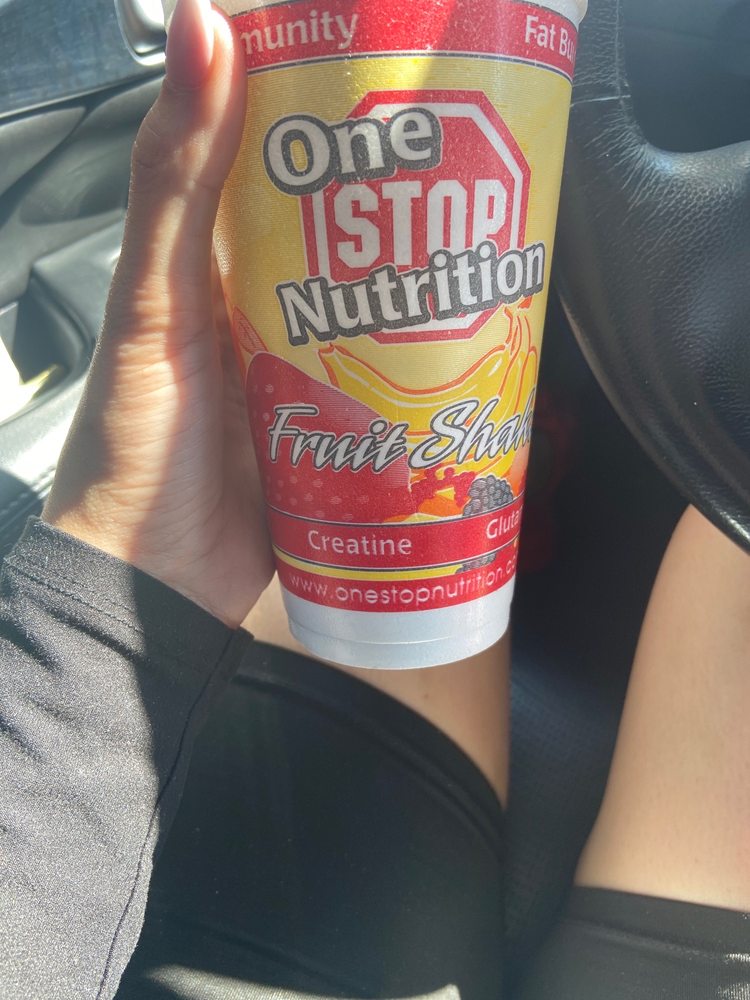 munity Fat Bu
One
STOP
Nutrition
Fruit Shak
Creatine Gluta
www.onestopnutrition.co